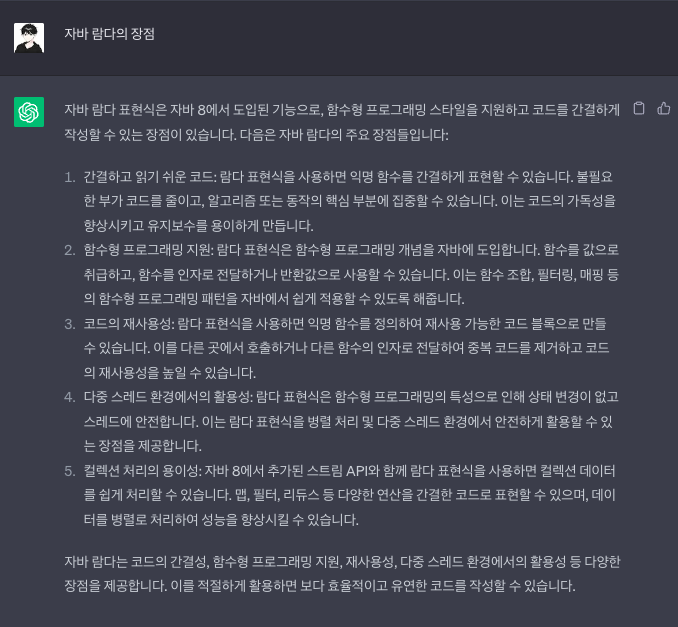 자바 람다의 장점
자바 람다 표현식은 자바 8에서 도입된 기능으로, 함수형 프로그래밍 스타일을 지원하고 코드를 간결하게
작성할 수 있는 장점이 있습니다. 다음은 자바 람다의 주요 장점들입니다:
1. 간결하고 읽기 쉬운 코드: 람다 표현식을 사용하면 익명 함수를 간결하게 표현할 수 있습니다. 불필요
한 부가 코드를 줄이고, 알고리즘 또는 동작의 핵심 부분에 집중할 수 있습니다. 이는 코드의 가독성을
향상시키고 유지보수를 용이하게 만듭니다.
2. 함수형 프로그래밍 지원: 람다 표현식은 함수형 프로그래밍 개념을 자바에 도입합니다. 함수를 값으로
취급하고, 함수를 인자로 전달하거나 반환값으로 사용할 수 있습니다. 이는 함수 조합, 필터링, 매핑 등
의 함수형 프로그래밍 패턴을 자바에서 쉽게 적용할 수 있도록 해줍니다.
3. 코드의 재사용성: 람다 표현식을 사용하면 익명 함수를 정의하여 재사용 가능한 코드 블록으로 만들
수 있습니다. 이를 다른 곳에서 호출하거나 다른 함수의 인자로 전달하여 중복 코드를 제거하고 코드
의 재사용성을 높일 수 있습니다.
4. 다중 스레드 환경에서의 활용성: 람다 표현식은 함수형 프로그래밍의 특성으로 인해 상태 변경이 없고
스레드에 안전합니다. 이는 람다 표현식을 병렬 처리 및 다중 스레드 환경에서 안전하게 활용할 수 있
는 장점을 제공합니다.
5. 컬렉션 처리의 용이성: 자바 8에서 추가된 스트림 API와 함께 람다 표현식을 사용하면 컬렉션 데이터
를 쉽게 처리할 수 있습니다. 맵, 필터, 리듀스 등 다양한 연산을 간결한 코드로 표현할 수 있으며, 데이
터를 병렬로 처리하여 성능을 향상시킬 수 있습니다.
자바 람다는 코드의 간결성, 함수형 프로그래밍 지원, 재사용성, 다중 스레드 환경에서의 활용성 등 다양한
장점을 제공합니다. 이를 적절하게 활용하면 보다 효율적이고 유연한 코드를 작성할 수 있습니다.